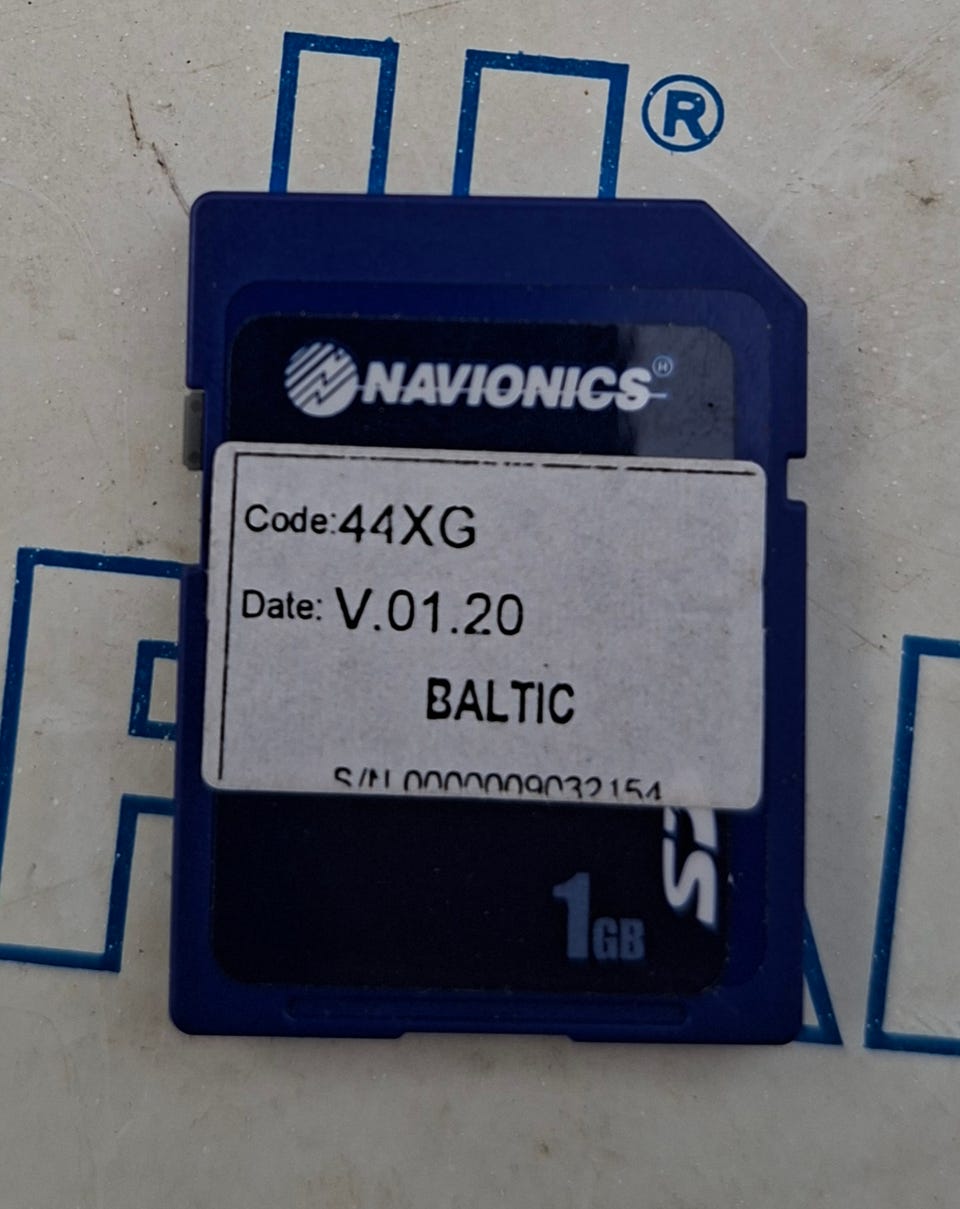 ®
NAVIONICS®
Code:44XG
Date: V.01.20
BALTIC
S/N 0000009032154
1GB